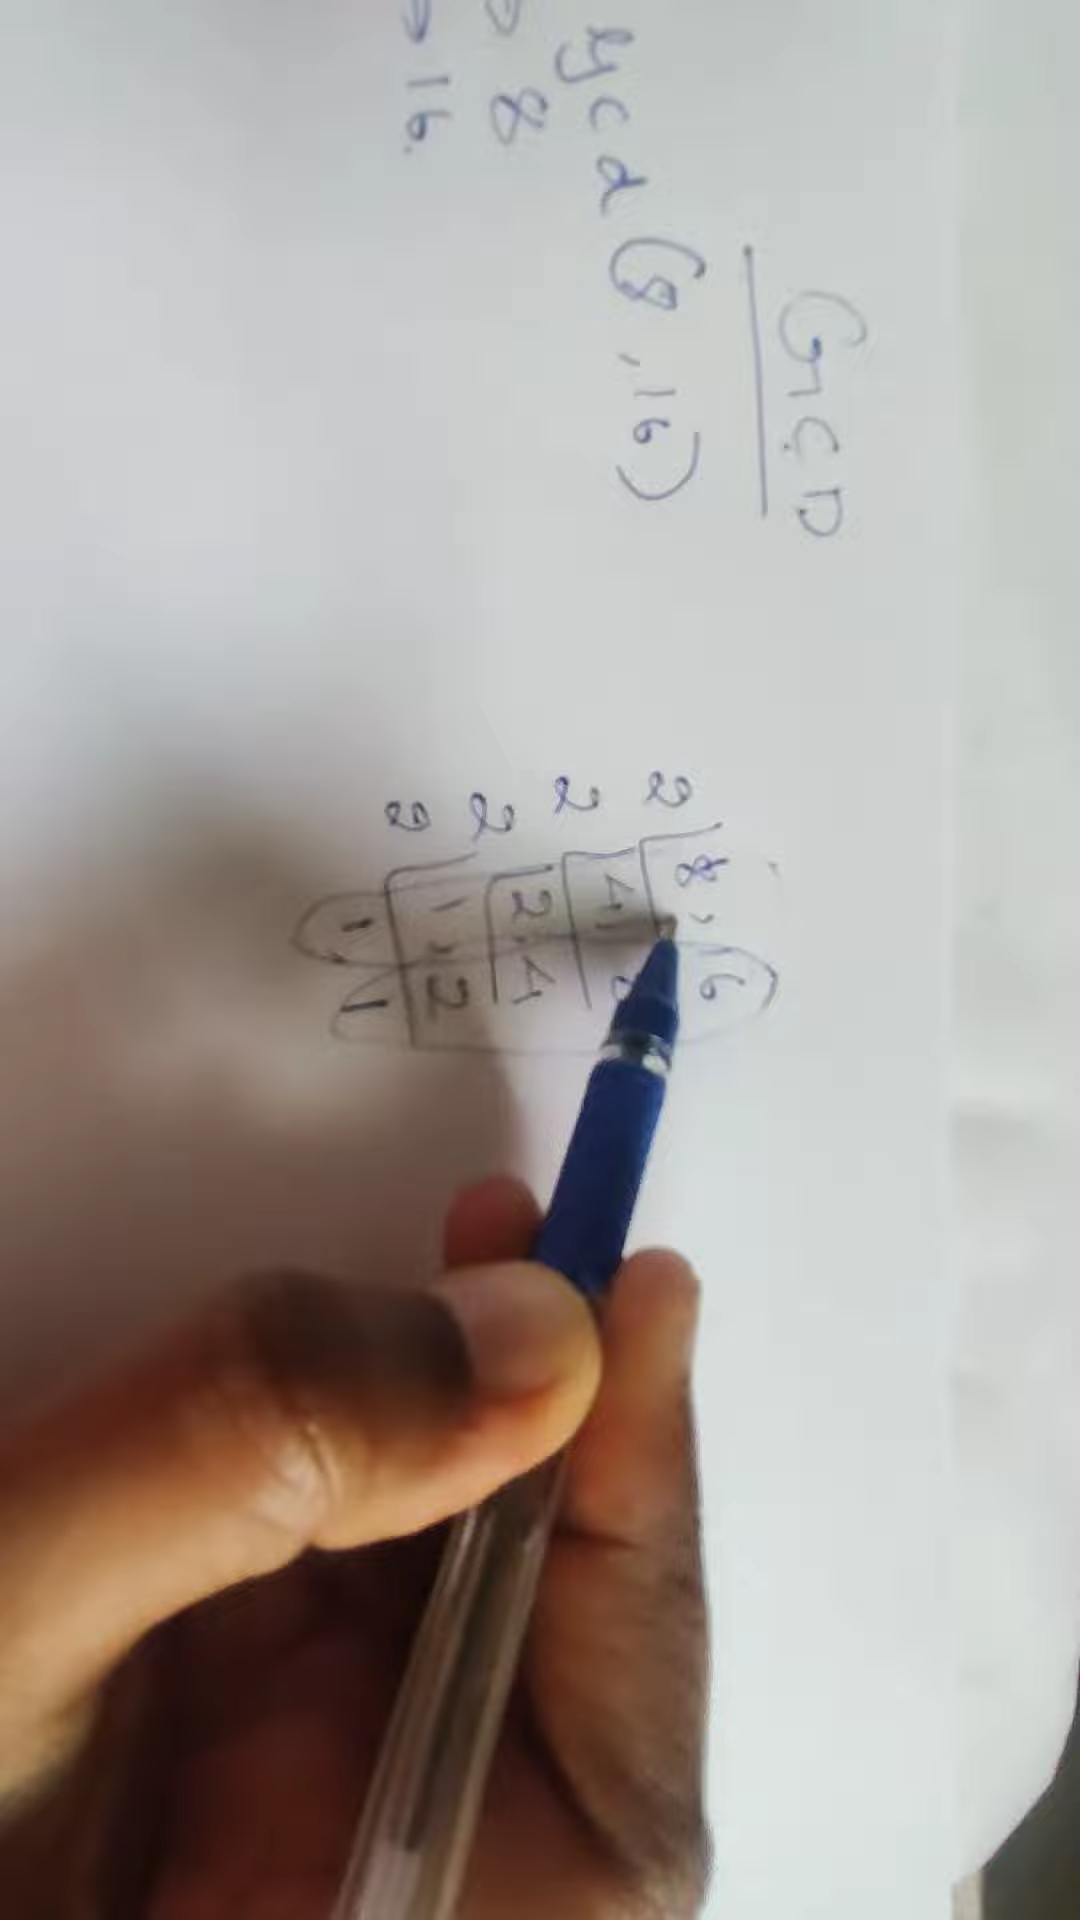 GCD
gcd (8,16)
→ 8
→ 16.
2 8, 16
2 4,
2 2, 4
2 1, 2
1, 1